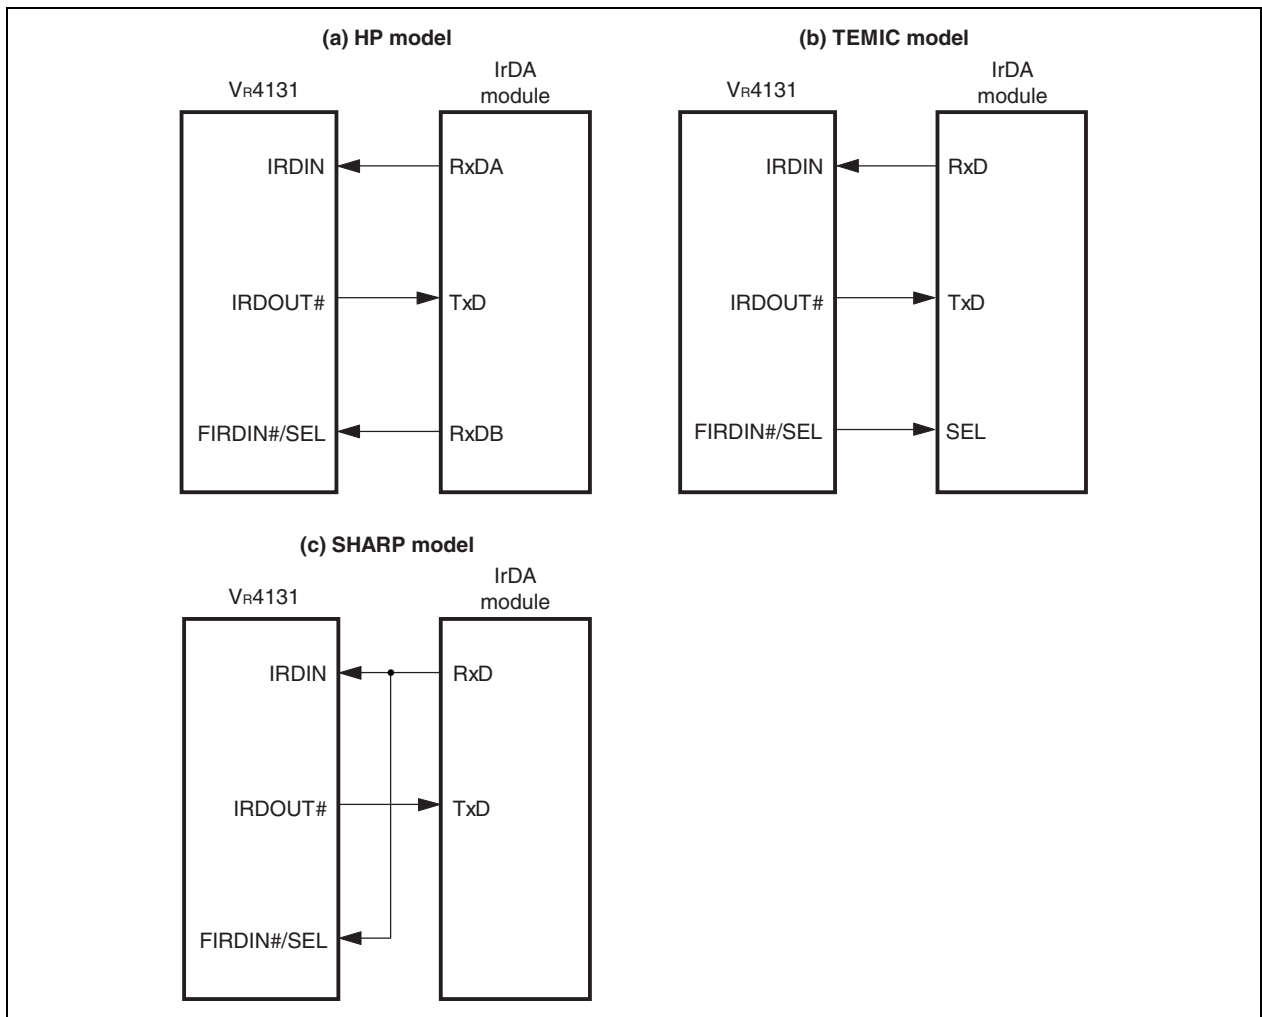 (a) HP model
VR4131
IrDA
module
IRDIN
RxDA
IRDOUT#
TxD
FIRDIN#/SEL
RxDB
(b) TEMIC model
VR4131
IrDA
module
IRDIN
RxD
IRDOUT#
TxD
FIRDIN#/SEL
SEL
(c) SHARP model
VR4131
IrDA
module
IRDIN
RxD
IRDOUT#
TxD
FIRDIN#/SEL